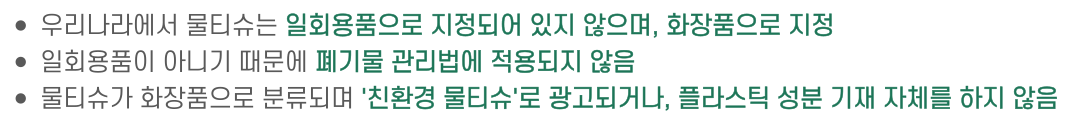 • 우리나라에서 물티슈는 일회용품으로 지정되어 있지 않으며, 화장품으로 지정
• 일회용품이 아니기 때문에 폐기물 관리법에 적용되지 않음
• 물티슈가 화장품으로 분류되며 '친환경 물티슈'로 광고되거나, 플라스틱 성분 기재 자체를 하지 않음